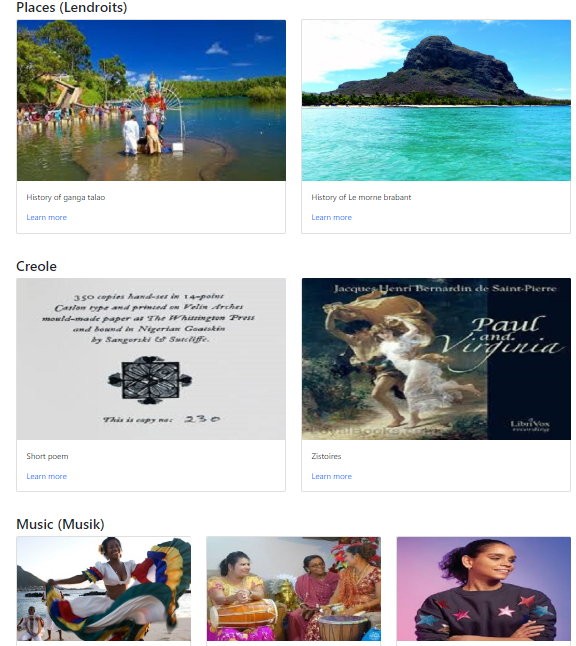 Places (Lendroits)
History of ganga talao
Learn more
History of Le morne brabant
Learn more
Creole
350 copies hand-set in 14-point
Caslon type and printed on Velin Arches
mould-made paper at The Whittington Press
and bound in Nigerian Goatskin
by Sangorski & Sutcliffe.
This is copy no: 230
Jacques Henri Bernardin de Saint-Pierre
Paul
and
Virginia
LibriVox
recording
Short poem
Learn more
Zistoires
Learn more
Music (Musik)